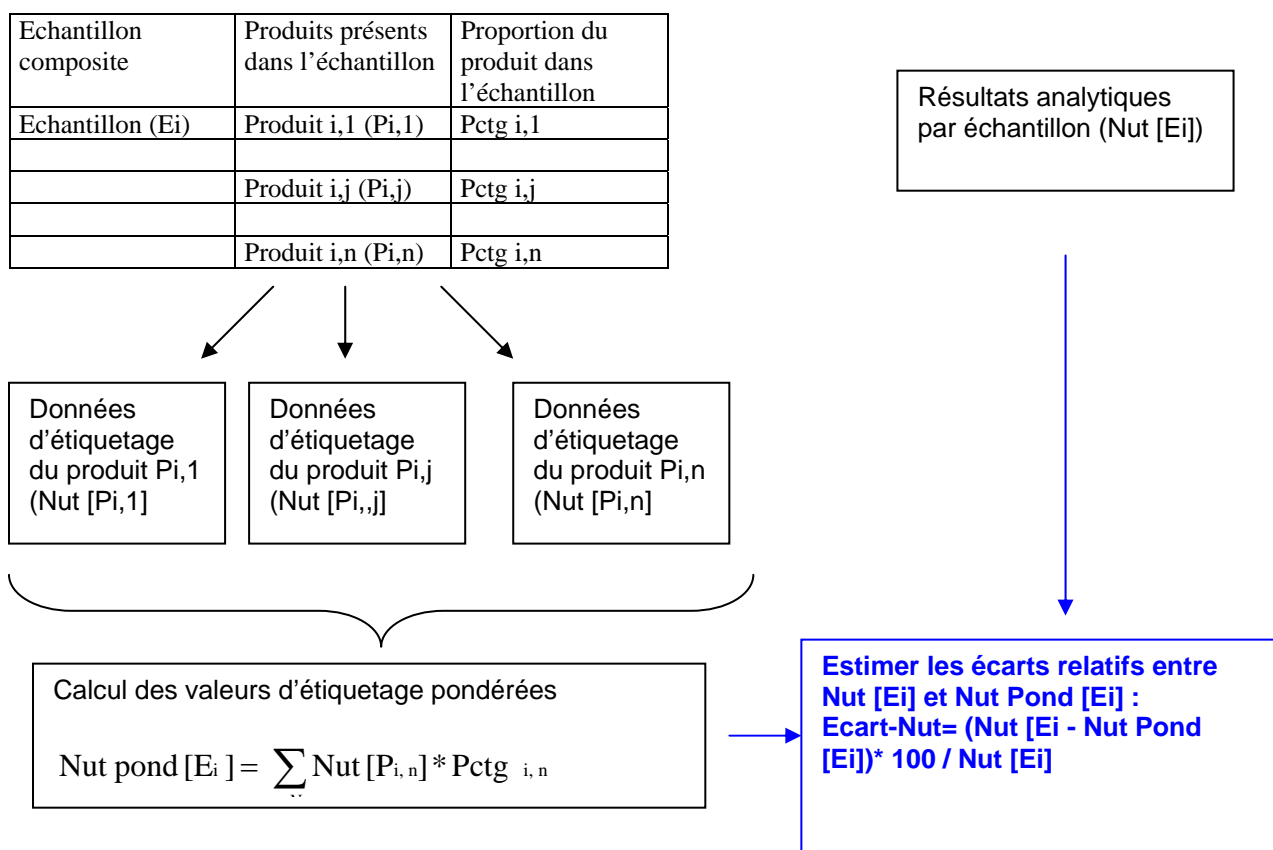 Echantillon composite Produits présents dans l’échantillon Proportion du produit dans l’échantillon
Echantillon (Ei) Produit i,1 (Pi,1) Pctg i,1
Produit i,j (Pi,j) Pctg i,j
Produit i,n (Pi,n) Pctg i,n
Résultats analytiques
par échantillon (Nut [Ei])
Données
d’étiquetage
du produit Pi,1
(Nut [Pi,1]
Données
d’étiquetage
du produit Pi,j
(Nut [Pi,,j]
Données
d’étiquetage
du produit Pi,n
(Nut [Pi,n]
Calcul des valeurs d’étiquetage pondérées
Nut pond [Ei ] = ∑ Nut [Pi, n] * Pctg i, n
Estimer les écarts relatifs entre
Nut [Ei] et Nut Pond [Ei] :
Ecart-Nut= (Nut [Ei - Nut Pond
[Ei])* 100 / Nut [Ei]